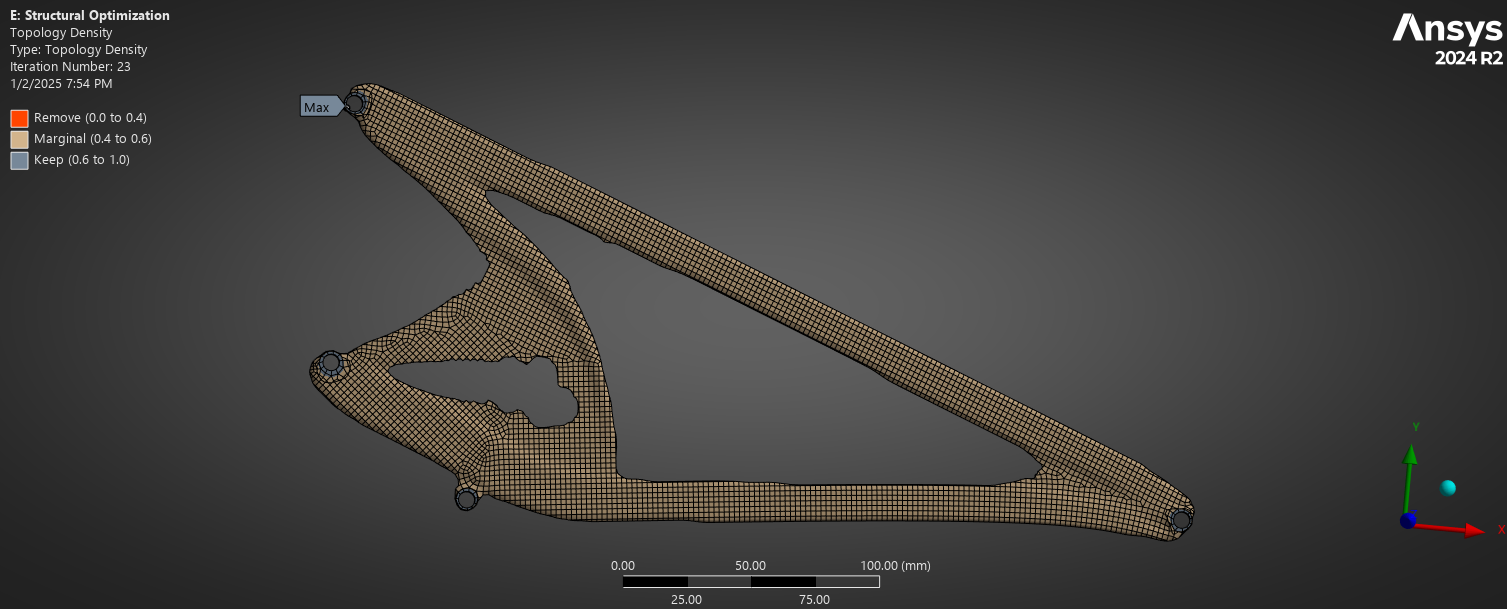 E: Structural Optimization
Topology Density
Type: Topology Density
Iteration Number: 23
1/2/2025 7:54 PM
Remove (0.0 to 0.4)
Marginal (0.4 to 0.6)
Keep (0.6 to 1.0)
Ansys
2024 R2
Max
Y
X
0.00 50.00 100.00 (mm)
25.00 75.00